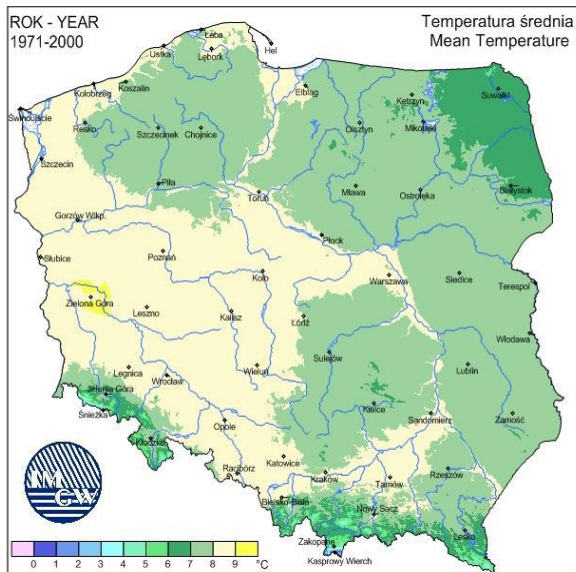 ROK - YEAR
1971-2000
Temperatura średnia
Mean Temperature
Łeba
Ustka
Lębork
Hel
Kołobrzeg
Koszalin
Elbląg
Kętrzyn
Suwałki
Świnoujście
Resko
Szczecinek
Chojnice
Olsztyn
Mikołajki
Szczecin
Piła
Toruń
Mława
Ostrołęka
Białystok
Gorzów Wlkp.
Płock
Słubice
Poznań
Koło
Warszawa
Siedlce
Terespol
Zielona Góra
Leszno
Kalisz
Łódź
Włodawa
Sulejów
Legnica
Wrocław
Wieluń
Lublin
Jelenia Góra
Śnieżka
Kielce
Sandomierz
Zamość
Opole
Kłodzko
Katowice
Racibórz
Kraków
Tarnów
Rzeszów
Bielsko-Biała
Nowy Sącz
Lesko
Zakopane
Kasprowy Wierch
IMGW
0 1 2 3 4 5 6 7 8 9 °C